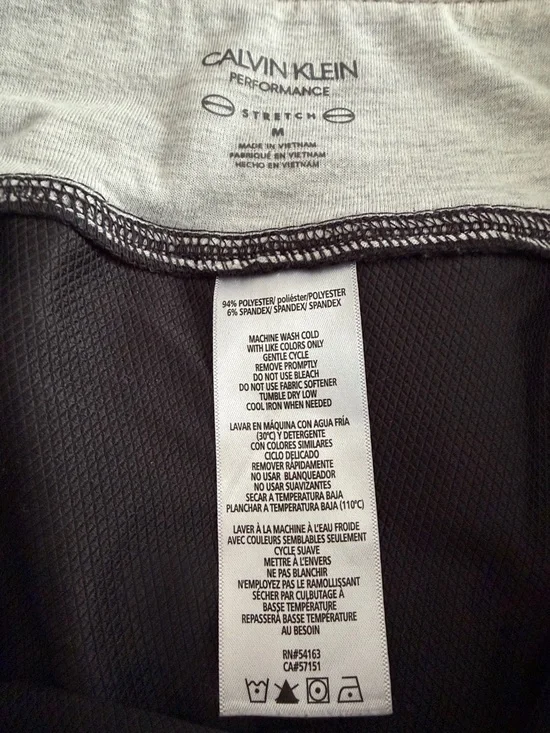 CALVIN KLEIN
PERFORMANCE
STRETCH
M
MADE IN VIETNAM
FABRIQUÉ EN VIETNAM
HECHO EN VIETNAM
94% POLYESTER/ poliéster/POLYESTER
6% SPANDEX/ SPANDEX/ SPANDEX
MACHINE WASH COLD
WITH LIKE COLORS ONLY
GENTLE CYCLE
REMOVE PROMPTLY
DO NOT USE BLEACH
DO NOT USE FABRIC SOFTENER
TUMBLE DRY LOW
COOL IRON WHEN NEEDED
LAVAR EN MÁQUINA CON AGUA FRÍA
(30°C) Y DETERGENTE
CON COLORES SIMILARES
CICLO DELICADO
REMOVER RÁPIDAMENTE
NO USAR BLANQUEADOR
NO USAR SUAVIZANTES
SECAR A TEMPERATURA BAJA
PLANCHAR A TEMPERATURA BAJA (110°C)
LAVER À LA MACHINE À L'EAU FROIDE
AVEC COULEURS SEMBLABLES SEULEMENT
CYCLE SUAVE
METTRE À L'ENVERS
NE PAS BLANCHIR
N'EMPLOYEZ PAS LE RAMOLLISSANT
SÉCHER PAR CULBUTAGE À
BASSE TEMPÉRATURE
REPASSERÀ BASSE TEMPÉRATURE
AU BESOIN
RN#54163
CA#57151